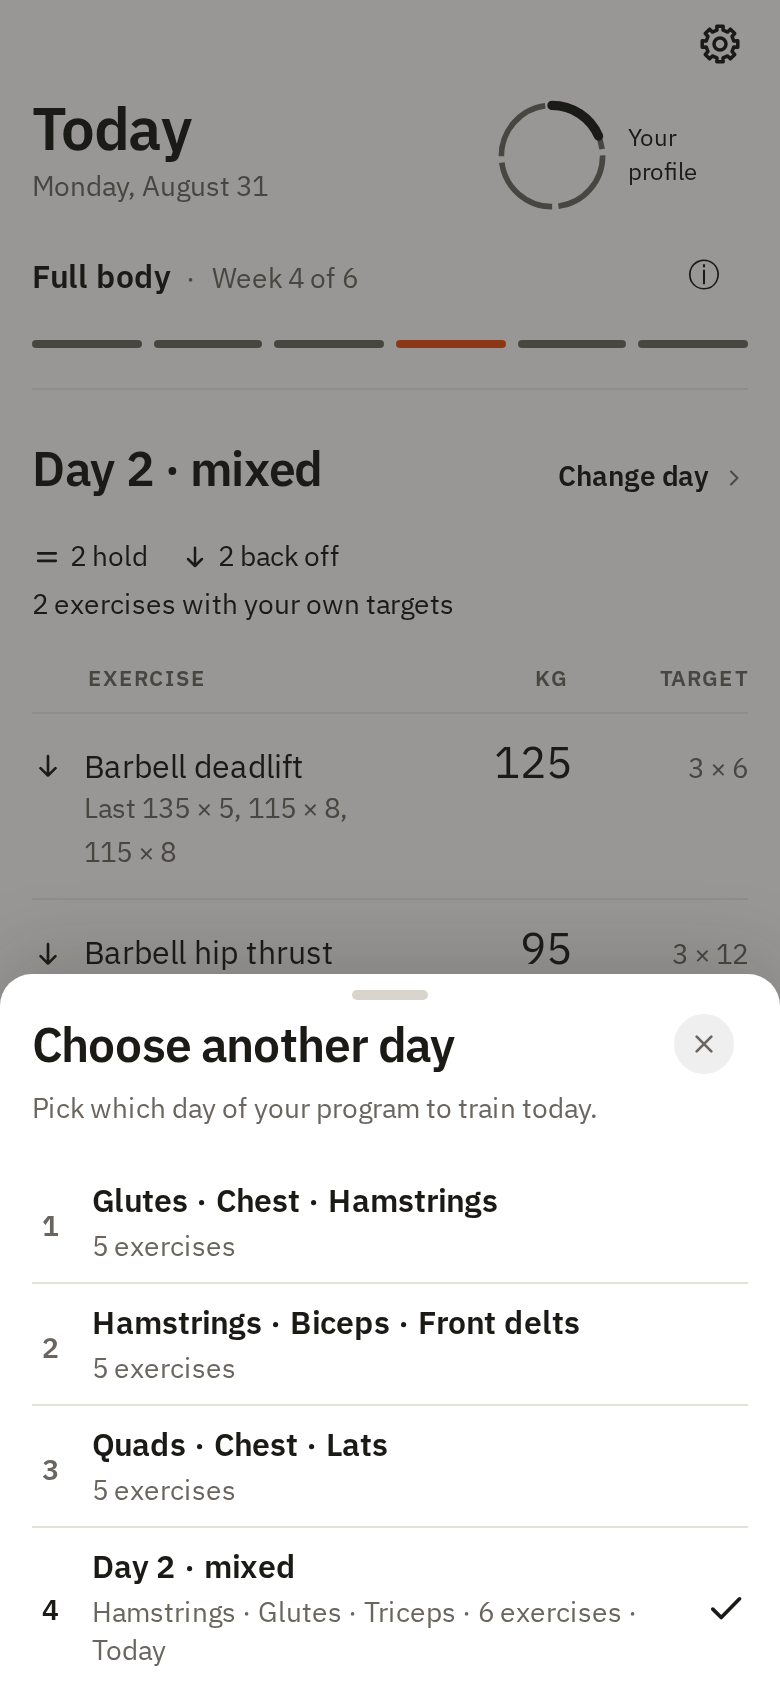 Today
Monday, August 31
Your
profile
Full body · Week 4 of 6
Day 2 · mixed
Change day
2 hold
2 back off
2 exercises with your own targets
EXERCISE KG TARGET
Barbell deadlift 125 3 × 6
Last 135 × 5, 115 × 8,
115 × 8
Barbell hip thrust 95 3 × 12
Choose another day
Pick which day of your program to train today.
1
Glutes · Chest · Hamstrings
5 exercises
2
Hamstrings · Biceps · Front delts
5 exercises
3
Quads · Chest · Lats
5 exercises
4
Day 2 · mixed
Hamstrings · Glutes · Triceps · 6 exercises ·
Today